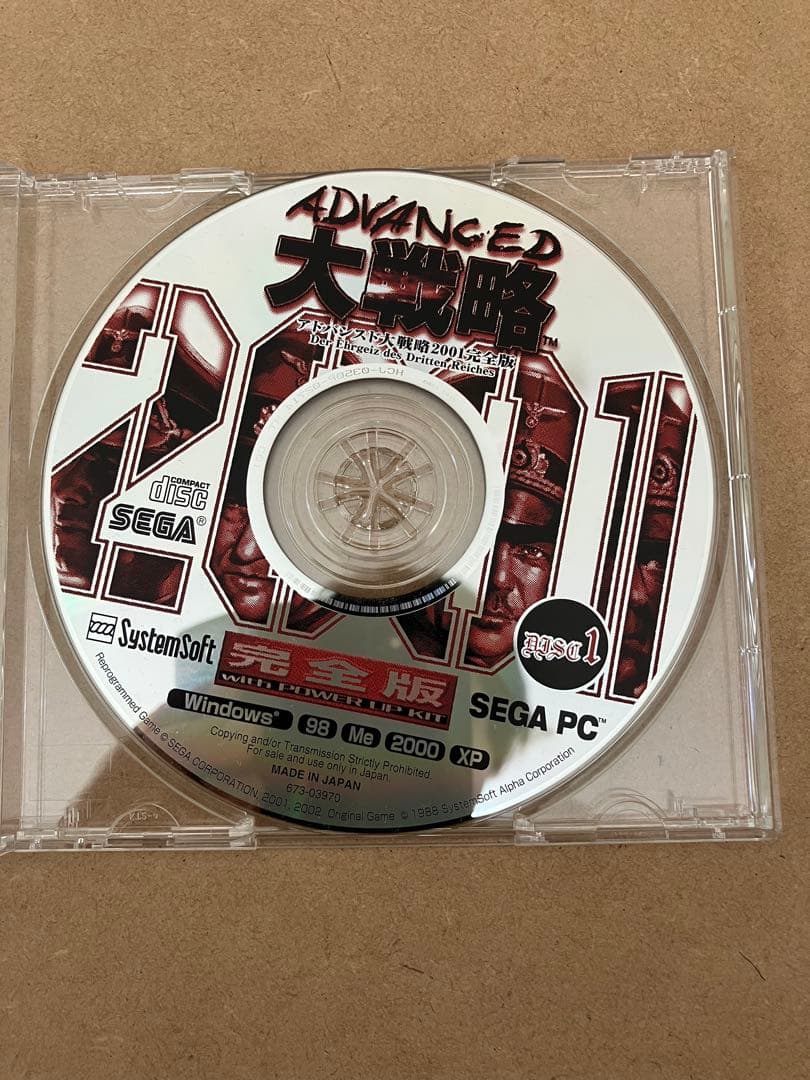 ADVANCED
大戦略™
アドバンスド大戦略2001完全版
Der Ehrgeiz des Dritten Reiches
2001
COMPACT
disc
SEGA®
SystemSoft
完全版
with POWER UP KIT
DISC 1
SEGA PC™
Windows® 98 Me 2000 XP
Copying and/or Transmission Strictly Prohibited.
For sale and use only in Japan.
MADE IN JAPAN
673-03970
Reprogrammed Game © SEGA CORPORATION, 2001, 2002, Original Game © 1988 SystemSoft Alpha Corporation